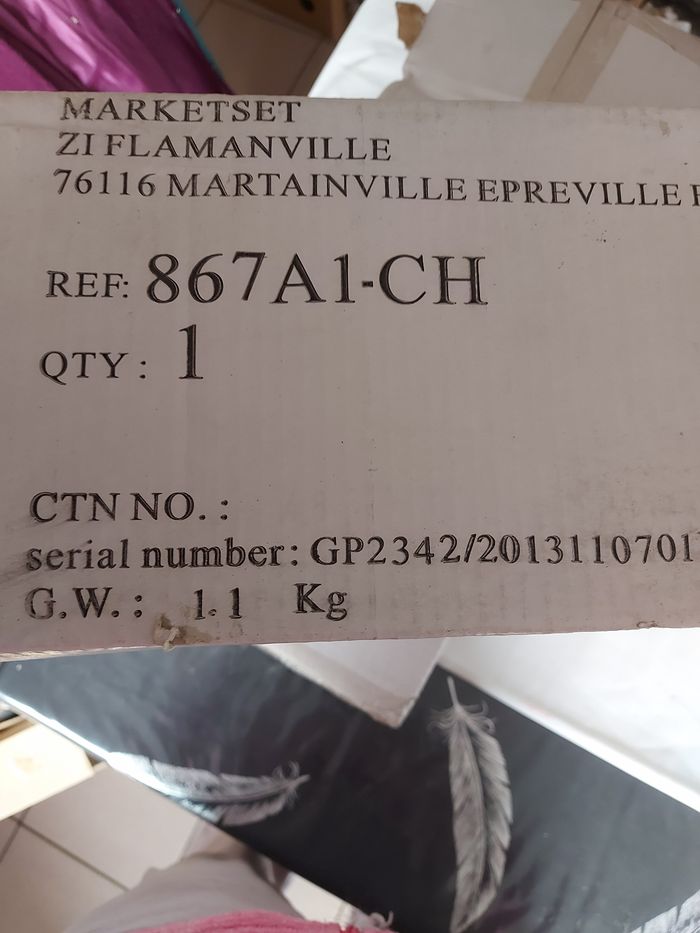 MARKETSET
ZI FLAMANVILLE
76116 MARTAINVILLE EPREVILLE
REF: 867A1-CH
QTY : 1
CTN NO. :
serial number: GP2342/2013110701
G.W. : 1.1 Kg